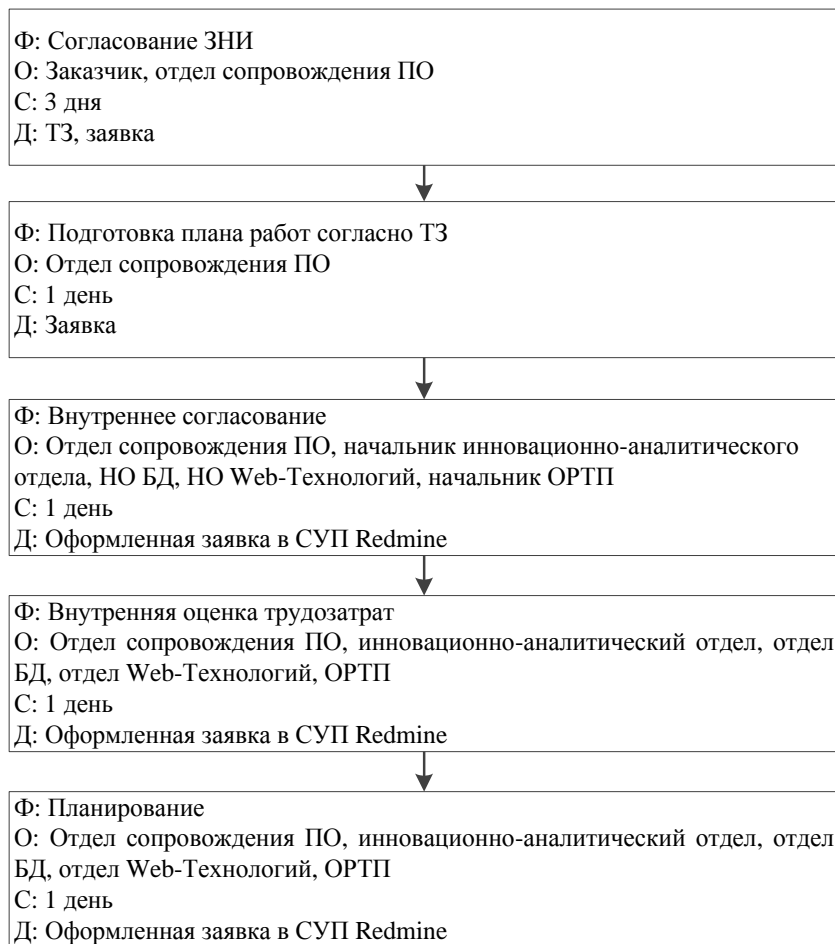 Ф: Согласование ЗНИ
О: Заказчик, отдел сопровождения ПО
С: 3 дня
Д: ТЗ, заявка
Ф: Подготовка плана работ согласно ТЗ
О: Отдел сопровождения ПО
С: 1 день
Д: Заявка
Ф: Внутреннее согласование
О: Отдел сопровождения ПО, начальник инновационно-аналитического
отдела, НО БД, НО Web-Технологий, начальник ОРТП
С: 1 день
Д: Оформленная заявка в СУП Redmine
Ф: Внутренняя оценка трудозатрат
О: Отдел сопровождения ПО, инновационно-аналитический отдел, отдел
БД, отдел Web-Технологий, ОРТП
С: 1 день
Д: Оформленная заявка в СУП Redmine
Ф: Планирование
О: Отдел сопровождения ПО, инновационно-аналитический отдел, отдел
БД, отдел Web-Технологий, ОРТП
С: 1 день
Д: Оформленная заявка в СУП Redmine